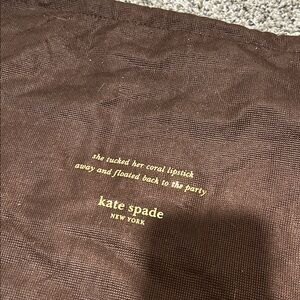 she tucked her coral lipstick
away and floated back to the party
kate spade
NEW YORK